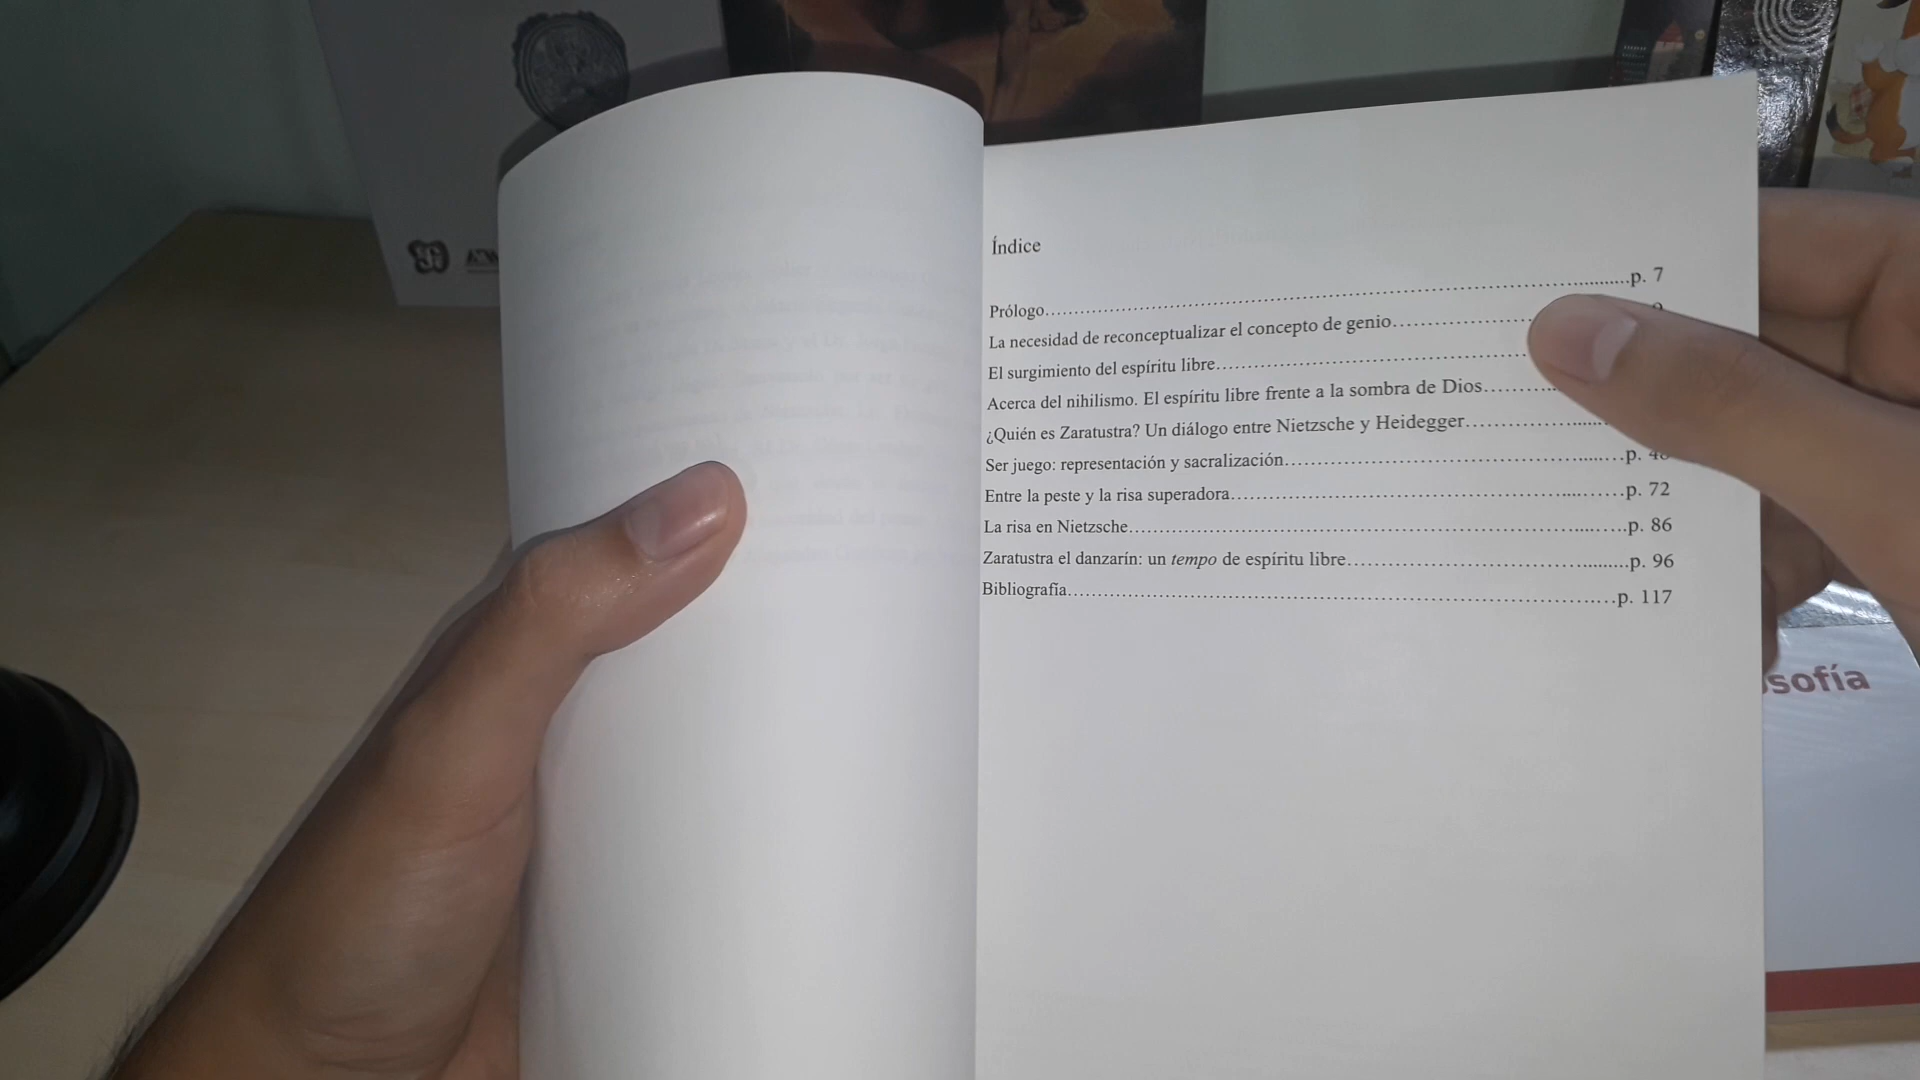 Índice
Prólogo....................p. 7
La necesidad de reconceptualizar el concepto de genio....................
El surgimiento del espíritu libre....................
Acerca del nihilismo. El espíritu libre frente a la sombra de Dios..........
¿Quién es Zaratustra? Un diálogo entre Nietzsche y Heidegger....................
Ser juego: representación y sacralización....................p.
Entre la peste y la risa superadora....................p. 72
La risa en Nietzsche....................p. 86
Zaratustra el danzarín: un tempo de espíritu libre....................p. 96
Bibliografía....................p. 117